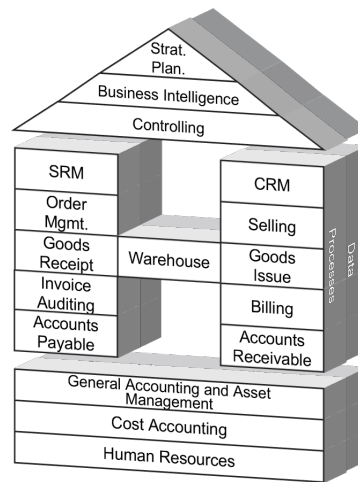 Strat.
Plan.
Business Intelligence
Controlling
SRM
Order
Mgmt.
Goods
Receipt
Invoice
Auditing
Accounts
Payable
Warehouse
CRM
Selling
Goods
Issue
Billing
Accounts
Receivable
Processes
Data
General Accounting and Asset
Management
Cost Accounting
Human Resources